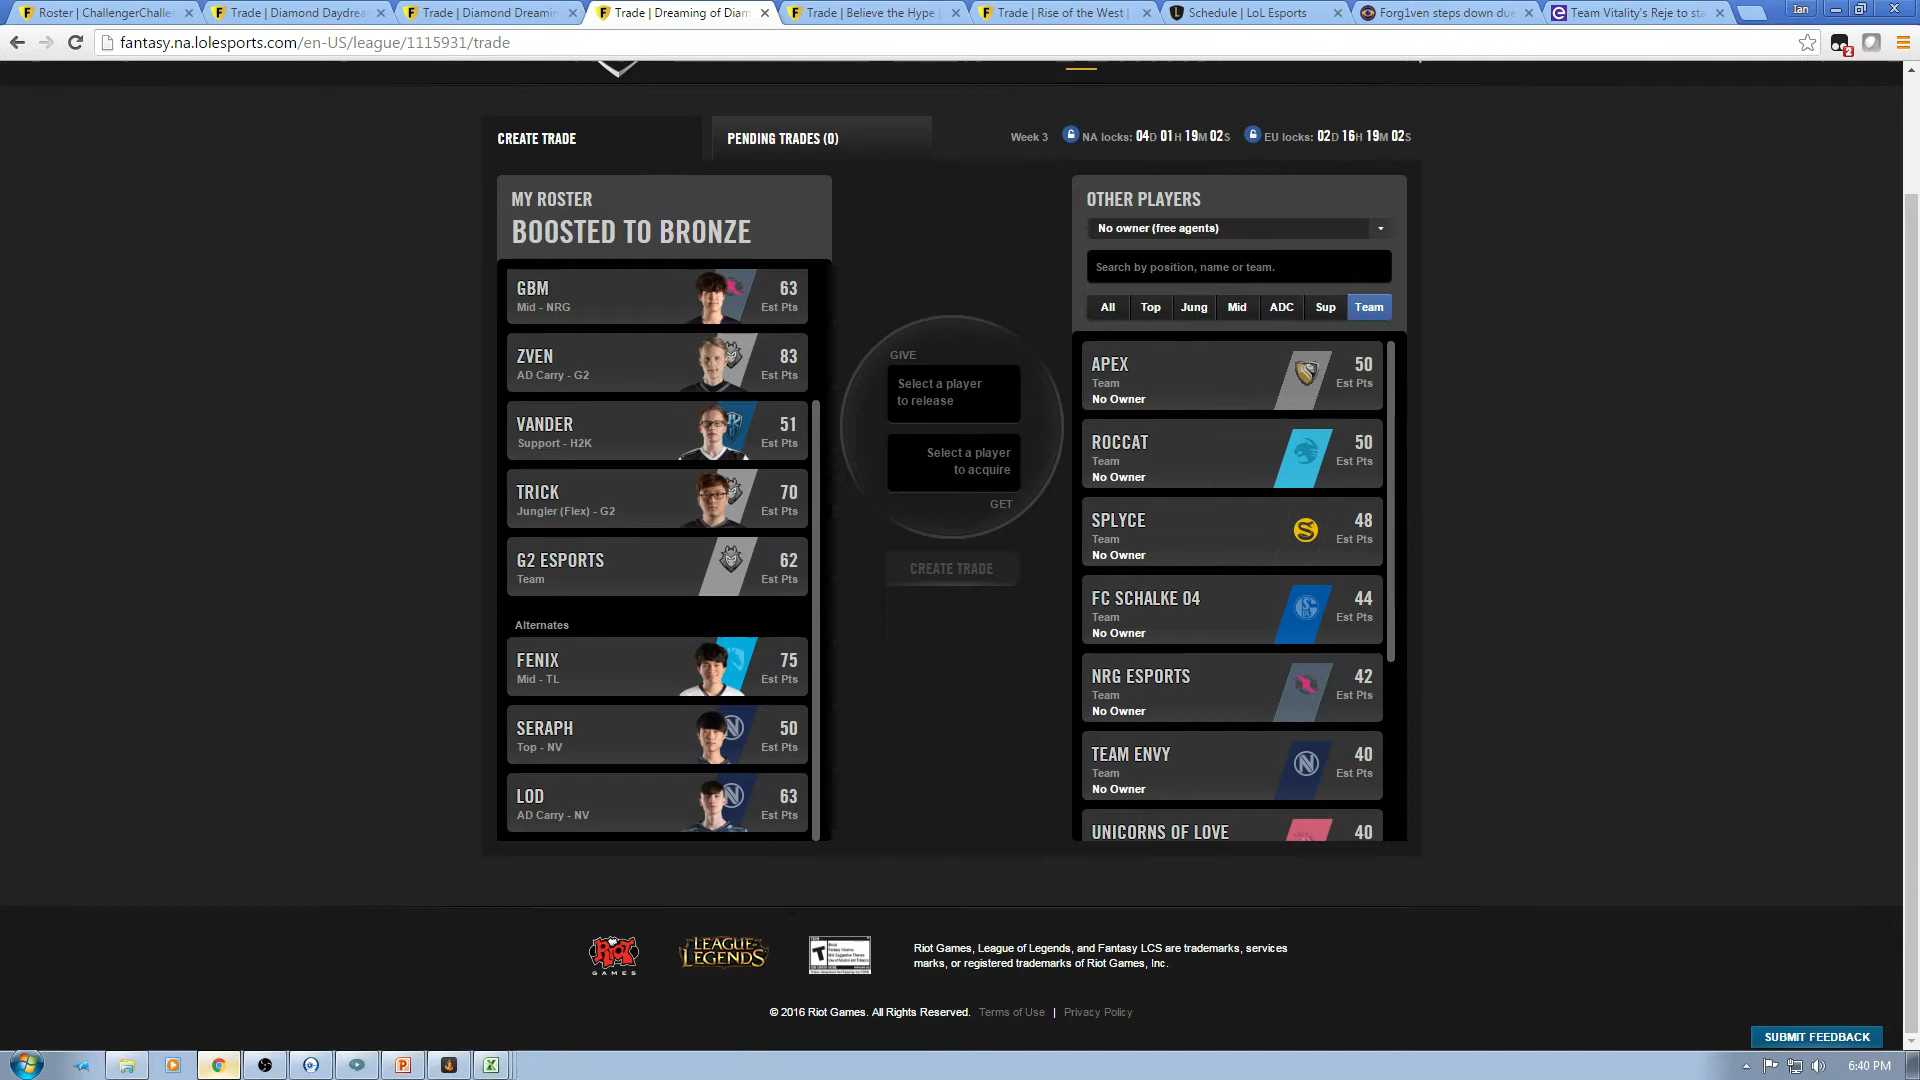 Roster | ChallengerChalle
Trade | Diamond Daydrea
Trade | Diamond Dreamin
Trade | Dreaming of Diam
Trade | Believe the Hype |
Trade | Rise of the West |
Schedule | LoL Esports
Forg1ven steps down due
Team Vitality's Reje to sta
Ian
fantasy.na.lolesports.com/en-US/league/1115931/trade
2
CREATE TRADE
PENDING TRADES (0)
Week 3
NA locks: 04D 01H 19M 02S
EU locks: 02D 16H 19M 02S
MY ROSTER
BOOSTED TO BRONZE
GBM
63
Mid - NRG
Est Pts
ZVEN
83
AD Carry - G2
Est Pts
VANDER
51
Support - H2K
Est Pts
TRICK
70
Jungler (Flex) - G2
Est Pts
G2 ESPORTS
62
Team
Est Pts
Alternates
FENIX
75
Mid - TL
Est Pts
SERAPH
50
Top - NV
Est Pts
LOD
63
AD Carry - NV
Est Pts
GIVE
Select a player
to release
Select a player
to acquire
GET
CREATE TRADE
OTHER PLAYERS
No owner (free agents)
Search by position, name or team.
All
Top
Jung
Mid
ADC
Sup
Team
APEX
50
Team
Est Pts
No Owner
ROCCAT
50
Team
Est Pts
No Owner
SPLYCE
48
Team
Est Pts
No Owner
FC SCHALKE 04
44
Team
Est Pts
No Owner
NRG ESPORTS
42
Team
Est Pts
No Owner
TEAM ENVY
40
Team
Est Pts
No Owner
UNICORNS OF LOVE
40
RIOT
GAMES
LEAGUE
OF
LEGENDS
TEEN
T
ESRB
Riot Games, League of Legends, and Fantasy LCS are trademarks, services
marks, or registered trademarks of Riot Games, Inc.
© 2016 Riot Games. All Rights Reserved.
Terms of Use
|
Privacy Policy
SUBMIT FEEDBACK
6:40 PM